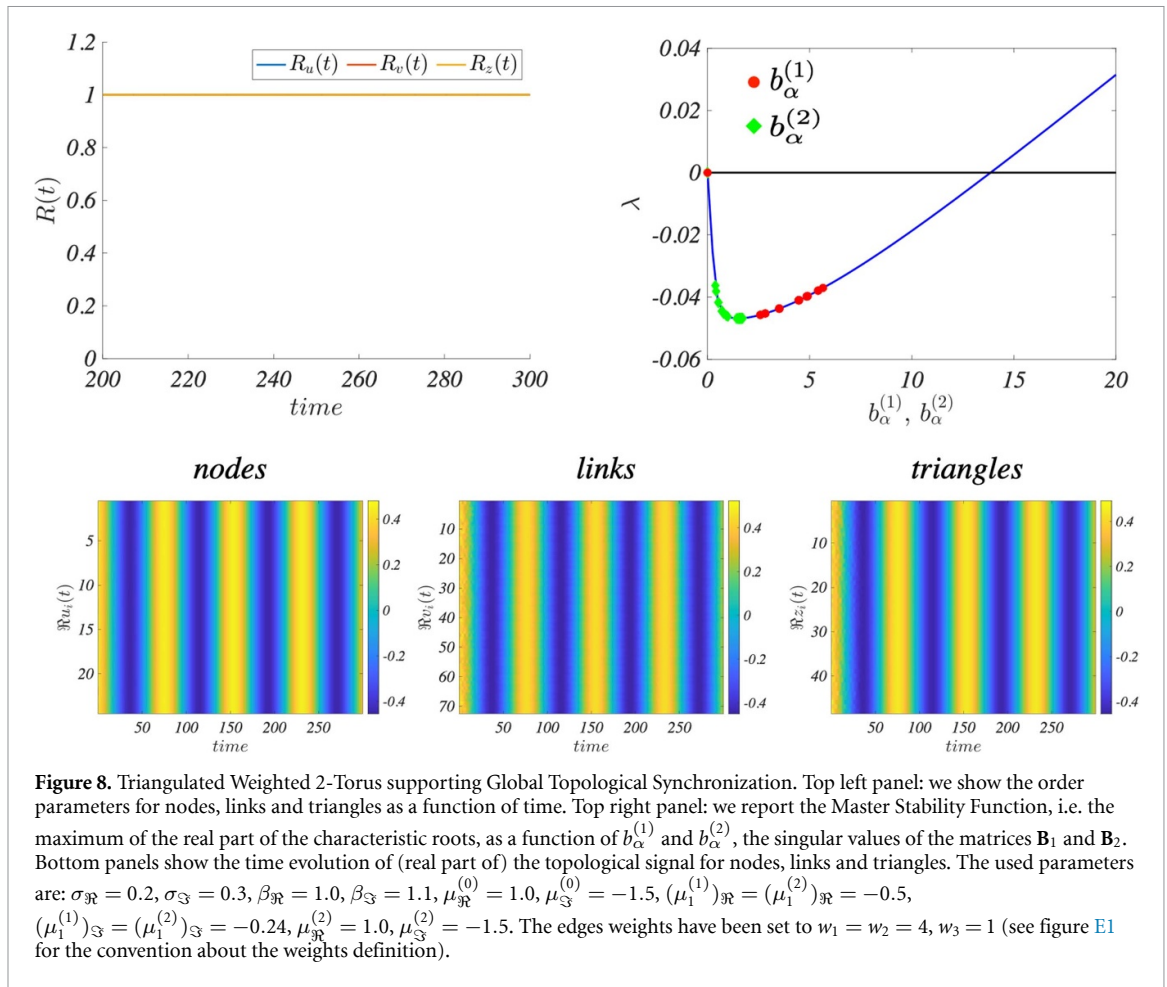 1.2
1
0.8
0.6
0.4
0.2
0
R(t)
R_u(t) R_v(t) R_z(t)
200 220 240 260 280 300
time
0.04
0.02
0
-0.02
-0.04
-0.06
λ
b_α^{(1)}
b_α^{(2)}
0 5 10 15 20
b_α^{(1)}, b_α^{(2)}
nodes
5
10
15
20
ℜu_i(t)
50 100 150 200 250
time
0.4
0.2
0
-0.2
-0.4
links
10
20
30
40
50
60
70
ℜv_i(t)
50 100 150 200 250
time
0.4
0.2
0
-0.2
-0.4
triangles
10
20
30
40
ℜz_i(t)
50 100 150 200 250
time
0.4
0.2
0
-0.2
-0.4
Figure 8. Triangulated Weighted 2-Torus supporting Global Topological Synchronization. Top left panel: we show the order
parameters for nodes, links and triangles as a function of time. Top right panel: we report the Master Stability Function, i.e. the
maximum of the real part of the characteristic roots, as a function of b_α^{(1)} and b_α^{(2)}, the singular values of the matrices B_1 and B_2.
Bottom panels show the time evolution of (real part of) the topological signal for nodes, links and triangles. The used parameters
are: σ_ℜ = 0.2, σ_ℑ = 0.3, β_ℜ = 1.0, β_ℑ = 1.1, μ_ℜ^{(0)} = 1.0, μ_ℑ^{(0)} = −1.5, (μ_1^{(1)})_ℜ = (μ_1^{(2)})_ℜ = −0.5,
(μ_1^{(1)})_ℑ = (μ_1^{(2)})_ℑ = −0.24, μ_ℜ^{(2)} = 1.0, μ_ℑ^{(2)} = −1.5. The edges weights have been set to w_1 = w_2 = 4, w_3 = 1 (see figure E1
for the convention about the weights definition).